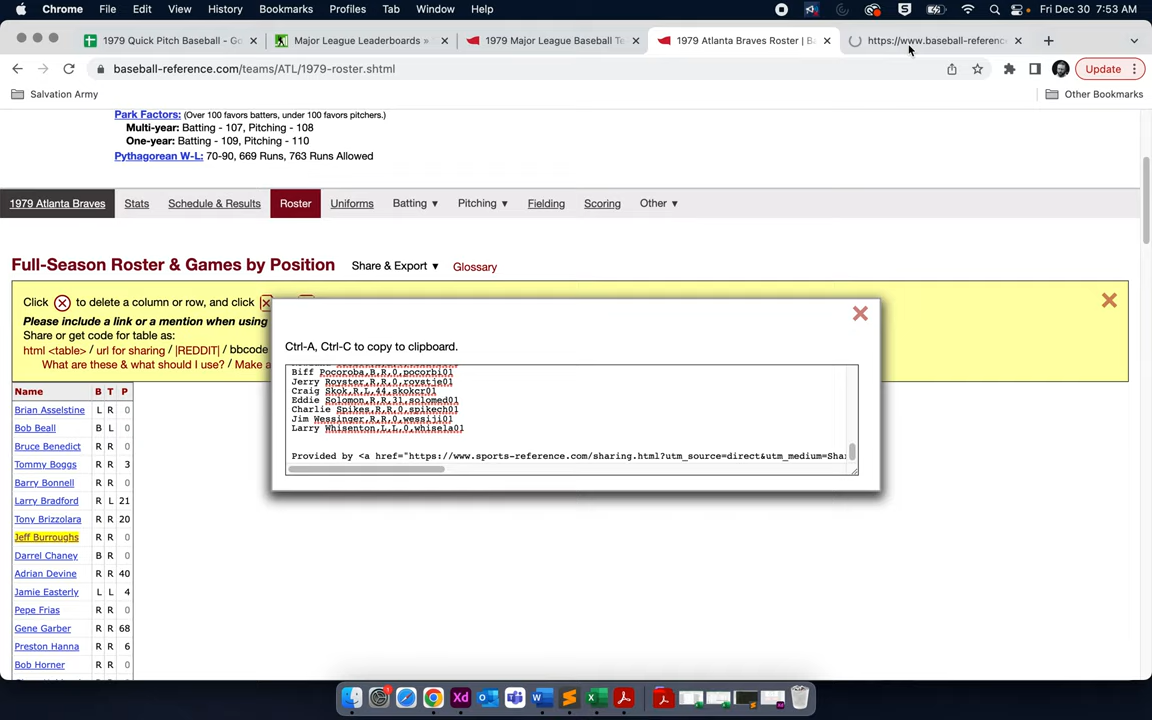 Chrome File Edit View History Bookmarks Profiles Tab Window Help Fri Dec 30 7:53 AM
1979 Quick Pitch Baseball - Go Major League Leaderboards » 1979 Major League Baseball Te 1979 Atlanta Braves Roster | Ba https://www.baseball-referenc
baseball-reference.com/teams/ATL/1979-roster.shtml Update
Salvation Army Other Bookmarks
Park Factors: (Over 100 favors batters, under 100 favors pitchers.)
Multi-year: Batting - 107, Pitching - 108
One-year: Batting - 109, Pitching - 110
Pythagorean W-L: 70-90, 669 Runs, 763 Runs Allowed
1979 Atlanta Braves Stats Schedule & Results Roster Uniforms Batting ▼ Pitching ▼ Fielding Scoring Other ▼
Full-Season Roster & Games by Position Share & Export ▼ Glossary
Click to delete a column or row, and click
Please include a link or a mention when using
Share or get code for table as:
html <table> / url for sharing / |REDDIT| / bbcode
What are these & what should I use? / Make a
Ctrl-A, Ctrl-C to copy to clipboard.
Biff Pocoroba,B,R,0,pocorbi01
Jerry Royster,R,R,0,roystje01
Craig Skok,R,L,44,skokcr01
Eddie Solomon,R,R,31,solomed01
Charlie Spikes,R,R,0,spikech01
Jim Wessinger,R,R,0,wessiji01
Larry Whisenton,L,L,0,whisela01
Provided by <a href="https://www.sports-reference.com/sharing.html?utm_source=direct&utm_medium=Sha
Name B T P
Brian Asselstine L R 0
Bob Beall B L 0
Bruce Benedict R R 0
Tommy Boggs R R 3
Barry Bonnell R R 0
Larry Bradford R L 21
Tony Brizzolara R R 20
Jeff Burroughs R R 0
Darrel Chaney B R 0
Adrian Devine R R 40
Jamie Easterly L L 4
Pepe Frias R R 0
Gene Garber R R 68
Preston Hanna R R 6
Bob Horner R R 0
Xd